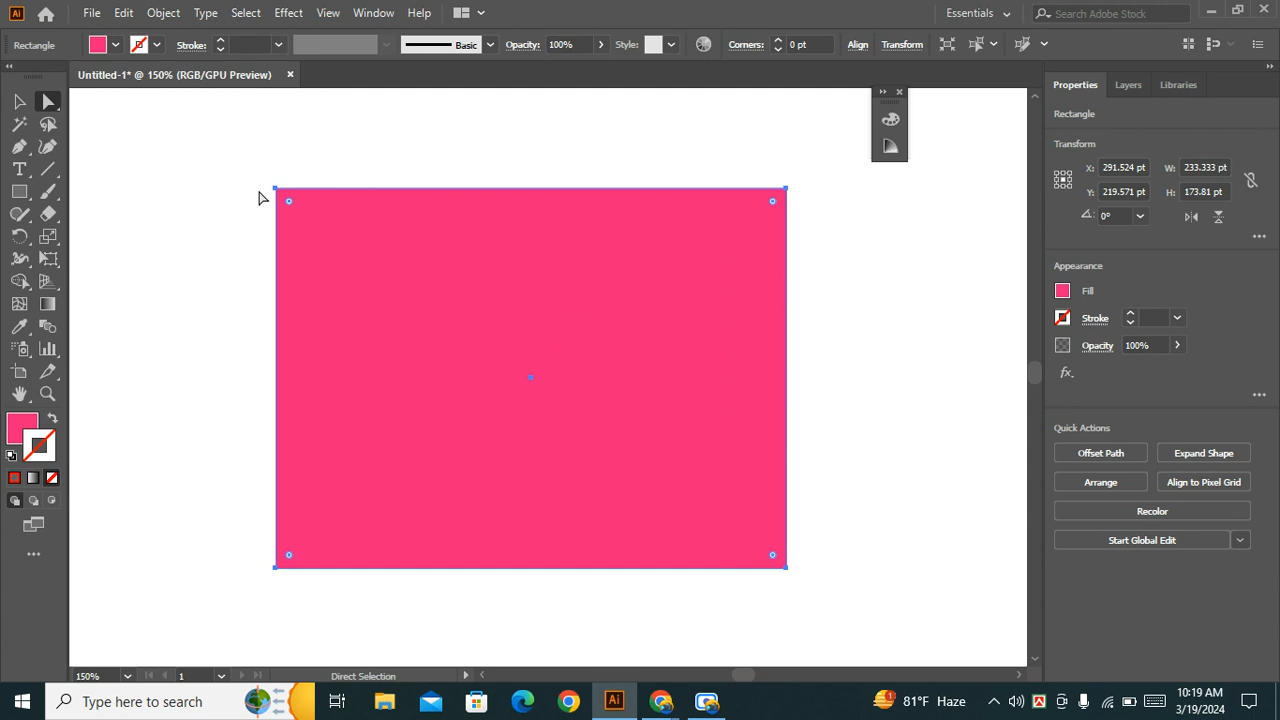 Ai File Edit Object Type Select Effect View Window Help Essentials Search Adobe Stock
Rectangle Stroke: Basic Opacity: 100% Style: Corners: 0 pt Align Transform
Untitled-1* @ 150% (RGB/GPU Preview)
Properties Layers Libraries
Rectangle
Transform
X: 291.524 pt W: 233.333 pt
Y: 219.571 pt H: 173.81 pt
0°
Appearance
Fill
Stroke
Opacity 100%
fx.
Quick Actions
Offset Path Expand Shape
Arrange Align to Pixel Grid
Recolor
Start Global Edit
150% 1 Direct Selection
Type here to search Ai 1 81°F Haze 1:19 AM
3/19/2024